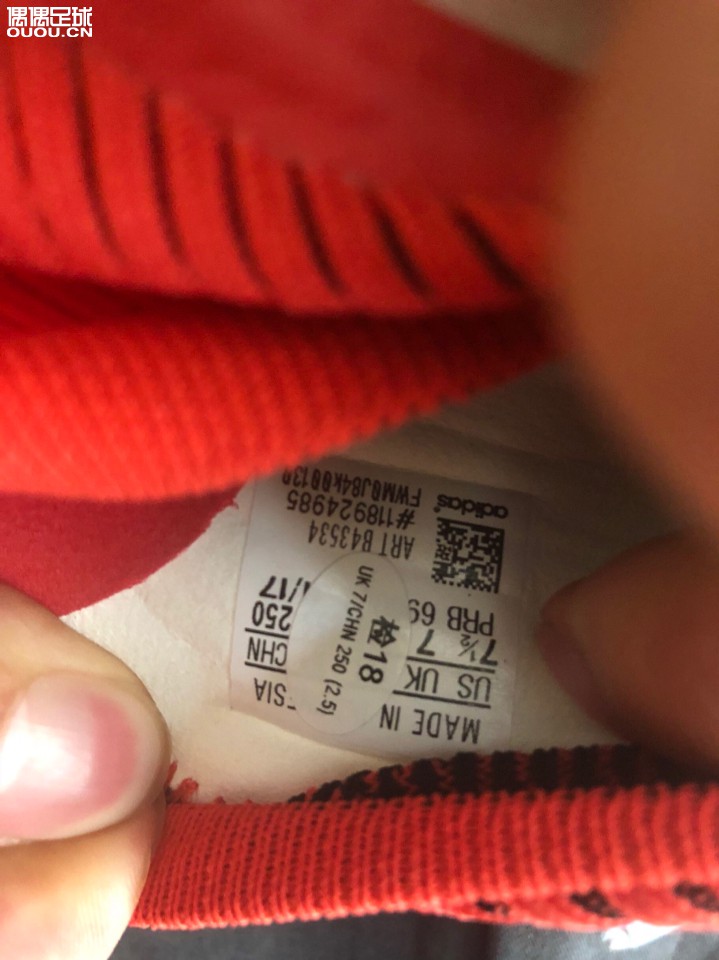 偶偶足球
OUOU.CN
MADE IN
SIA
US UK
CHN
7½ 7
250
PRB 69
1/17
ART B43534
#118924985
adidas
检18
UK 7/CHN 250 (2.5)